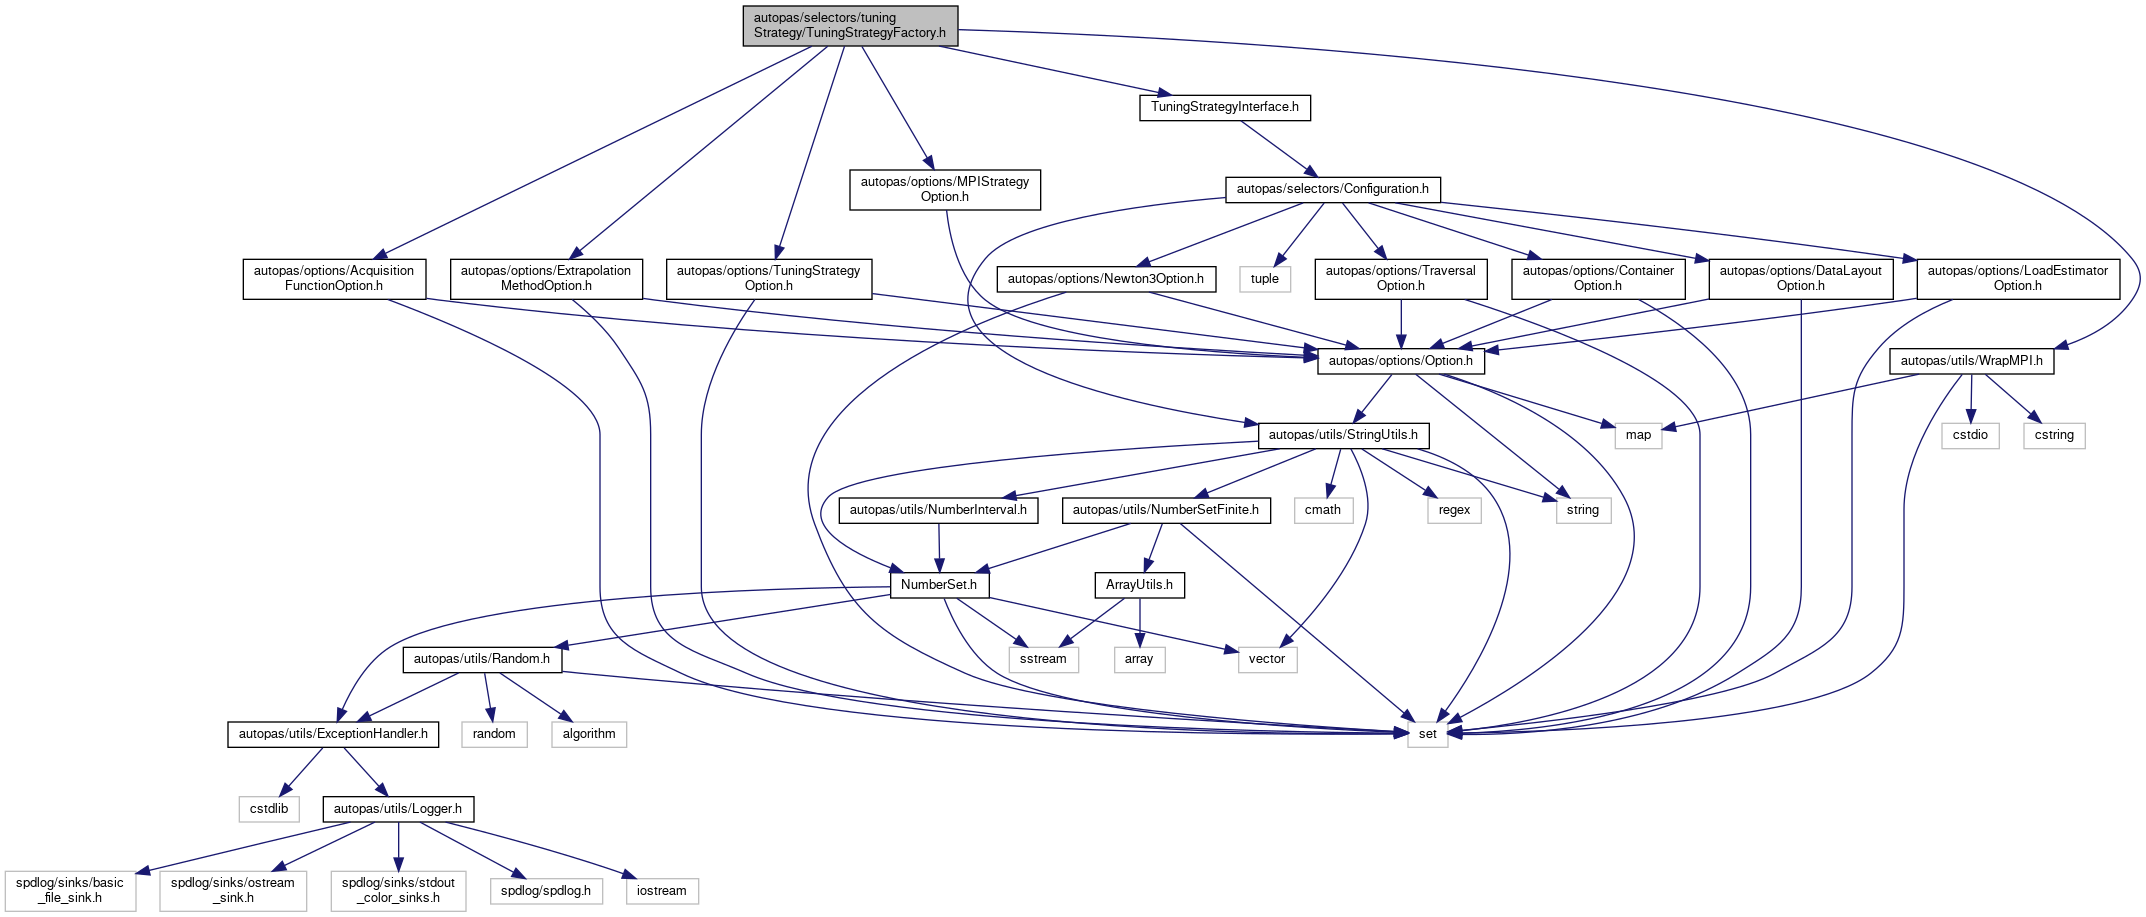 autopas/selectors/tuning
Strategy/TuningStrategyFactory.h
TuningStrategyInterface.h
autopas/options/MPIStrategy
Option.h
autopas/selectors/Configuration.h
autopas/options/Acquisition
FunctionOption.h
autopas/options/Extrapolation
MethodOption.h
autopas/options/TuningStrategy
Option.h
autopas/options/Newton3Option.h
tuple
autopas/options/Traversal
Option.h
autopas/options/Container
Option.h
autopas/options/DataLayout
Option.h
autopas/options/LoadEstimator
Option.h
autopas/options/Option.h
autopas/utils/WrapMPI.h
autopas/utils/StringUtils.h
map
cstdio
cstring
autopas/utils/NumberInterval.h
autopas/utils/NumberSetFinite.h
cmath
regex
string
NumberSet.h
ArrayUtils.h
autopas/utils/Random.h
sstream
array
vector
autopas/utils/ExceptionHandler.h
random
algorithm
set
cstdlib
autopas/utils/Logger.h
spdlog/sinks/basic
_file_sink.h
spdlog/sinks/ostream
_sink.h
spdlog/sinks/stdout
_color_sinks.h
spdlog/spdlog.h
iostream